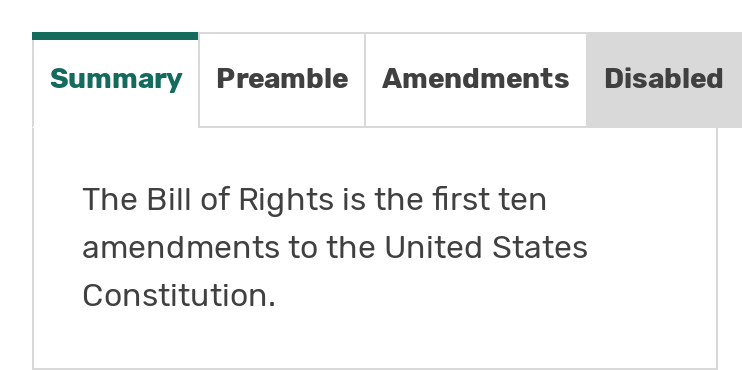 Summary Preamble Amendments Disabled
The Bill of Rights is the first ten
amendments to the United States
Constitution.